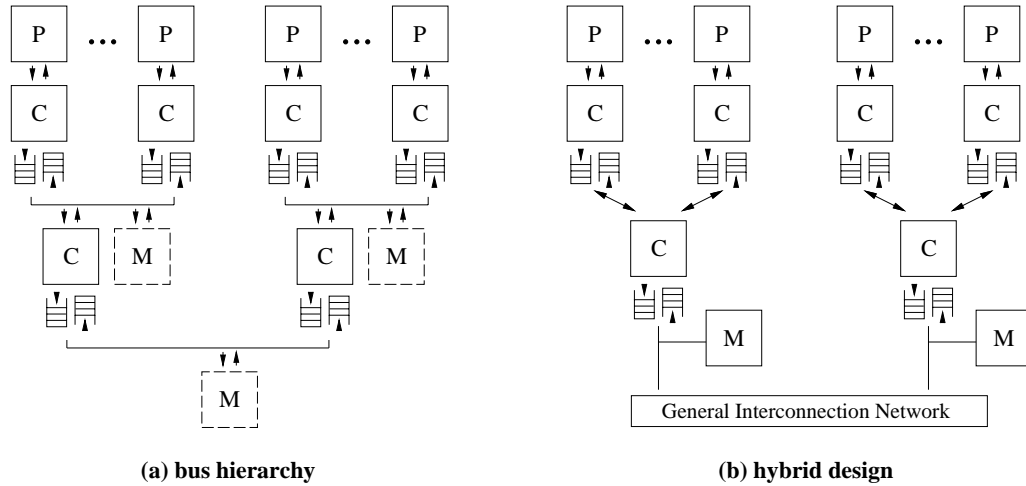 P ... P P ... P P ... P P ... P
C C C C C C C C
C M C M C C
M M
M
General Interconnection Network
(a) bus hierarchy (b) hybrid design